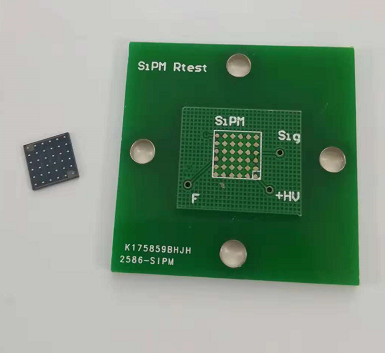 SiPM Rtest
SiPM
Sig
F
+HV
K175859BHJH
2586-SIPM